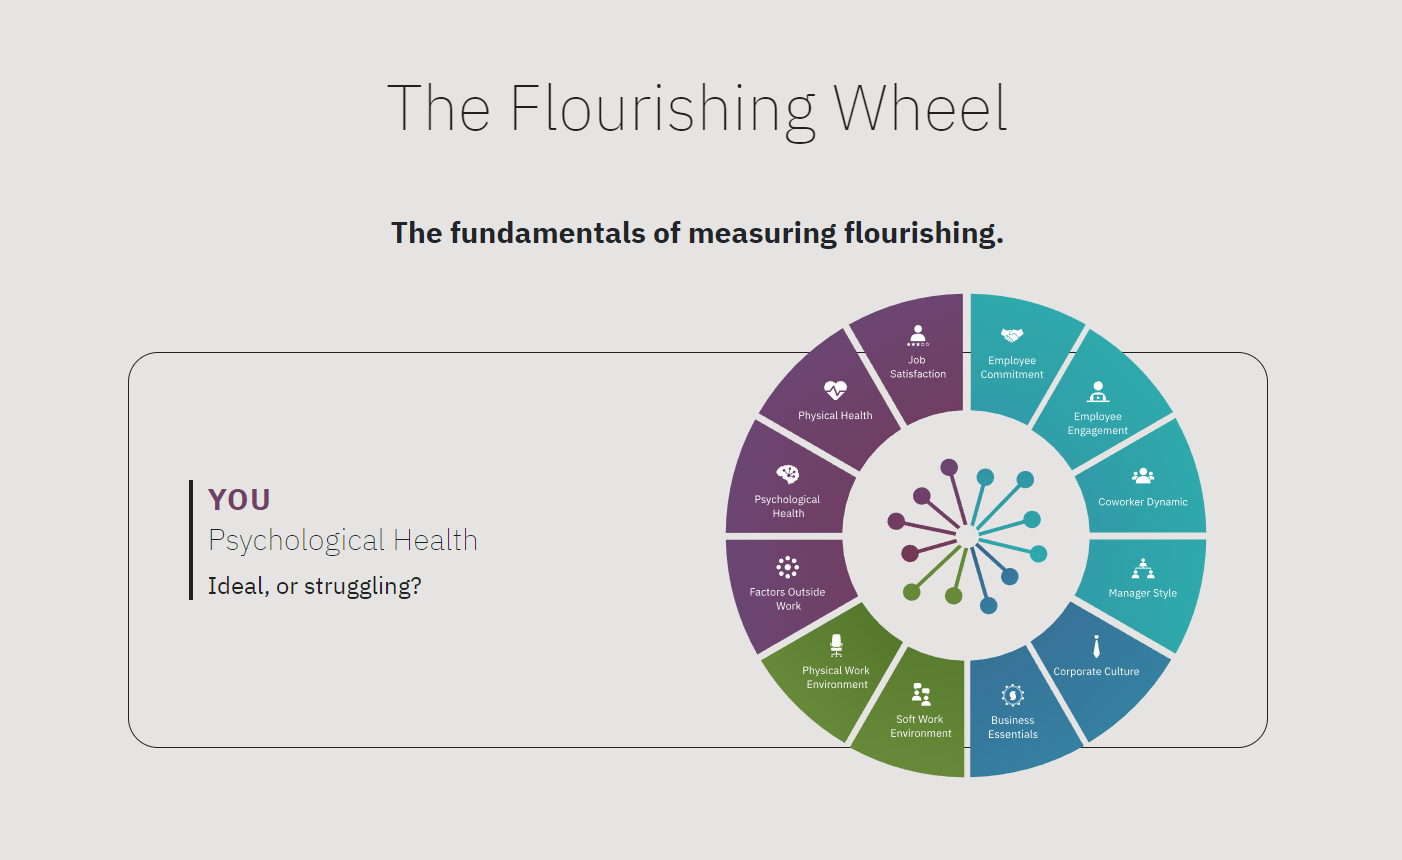 The Flourishing Wheel
The fundamentals of measuring flourishing.
YOU
Psychological Health
Ideal, or struggling?
Job
Satisfaction
Employee
Commitment
Employee
Engagement
Coworker Dynamic
Manager Style
Corporate Culture
Business
Essentials
Soft Work
Environment
Physical Work
Environment
Factors Outside
Work
Psychological
Health
Physical Health